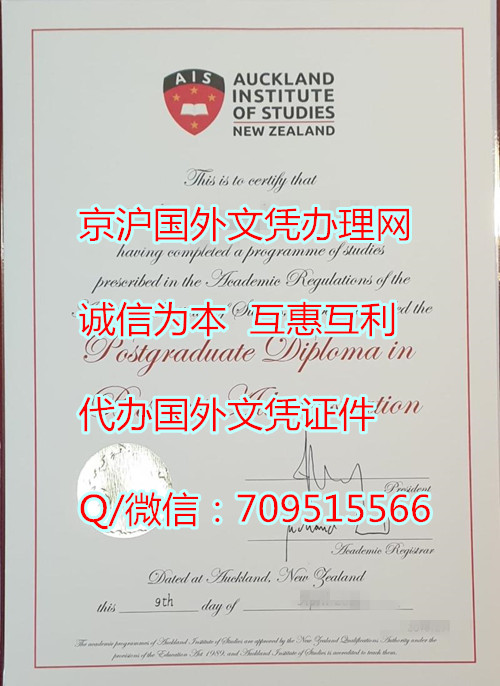 AIS
AUCKLAND
INSTITUTE
OF STUDIES
NEW ZEALAND
This is to certify that
京沪国外文凭办理网
having completed a programme of studies
prescribed in the Academic Regulations of the
诚信为本 互惠互利
the
Postgraduate Diploma in
代办国外文凭证件
President
Q/微信：709515566
Academic Registrar
Dated at Auckland, New Zealand
this 9th day of
The academic programmes of Auckland Institute of Studies are approved by the New Zealand Qualifications Authority under the
provisions of the Education Act 1989, and Auckland Institute of Studies is accredited to teach them.